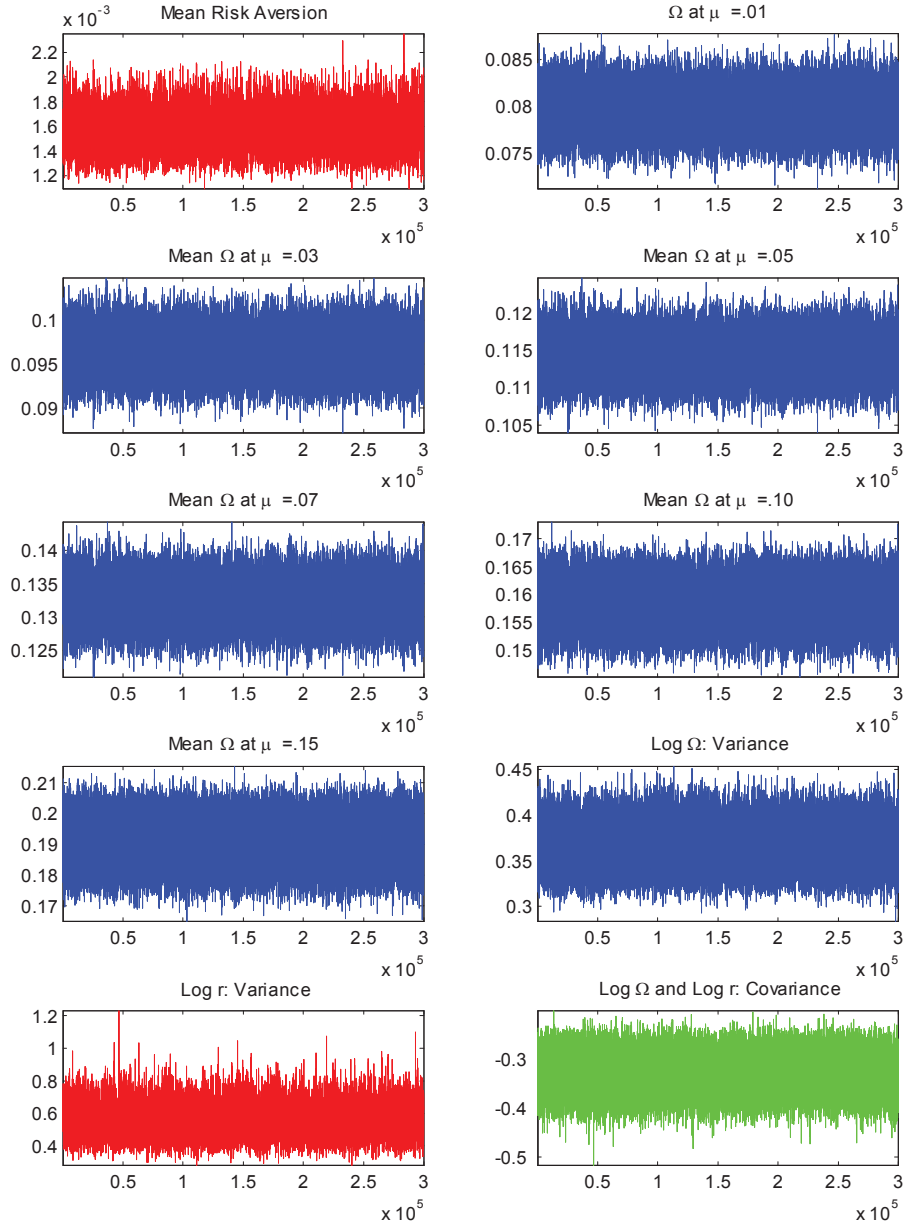 x 10^-3
Mean Risk Aversion
2.2
2
1.8
1.6
1.4
1.2
0.5 1 1.5 2 2.5 3
x 10^5
Ω at μ =.01
0.085
0.08
0.075
0.5 1 1.5 2 2.5 3
x 10^5
Mean Ω at μ =.03
0.1
0.095
0.09
0.5 1 1.5 2 2.5 3
x 10^5
Mean Ω at μ =.05
0.12
0.115
0.11
0.105
0.5 1 1.5 2 2.5 3
x 10^5
Mean Ω at μ =.07
0.14
0.135
0.13
0.125
0.5 1 1.5 2 2.5 3
x 10^5
Mean Ω at μ =.10
0.17
0.165
0.16
0.155
0.15
0.5 1 1.5 2 2.5 3
x 10^5
Mean Ω at μ =.15
0.21
0.2
0.19
0.18
0.17
0.5 1 1.5 2 2.5 3
x 10^5
Log Ω: Variance
0.45
0.4
0.35
0.3
0.5 1 1.5 2 2.5 3
x 10^5
Log r: Variance
1.2
1
0.8
0.6
0.4
0.5 1 1.5 2 2.5 3
x 10^5
Log Ω and Log r: Covariance
-0.3
-0.4
-0.5
0.5 1 1.5 2 2.5 3
x 10^5